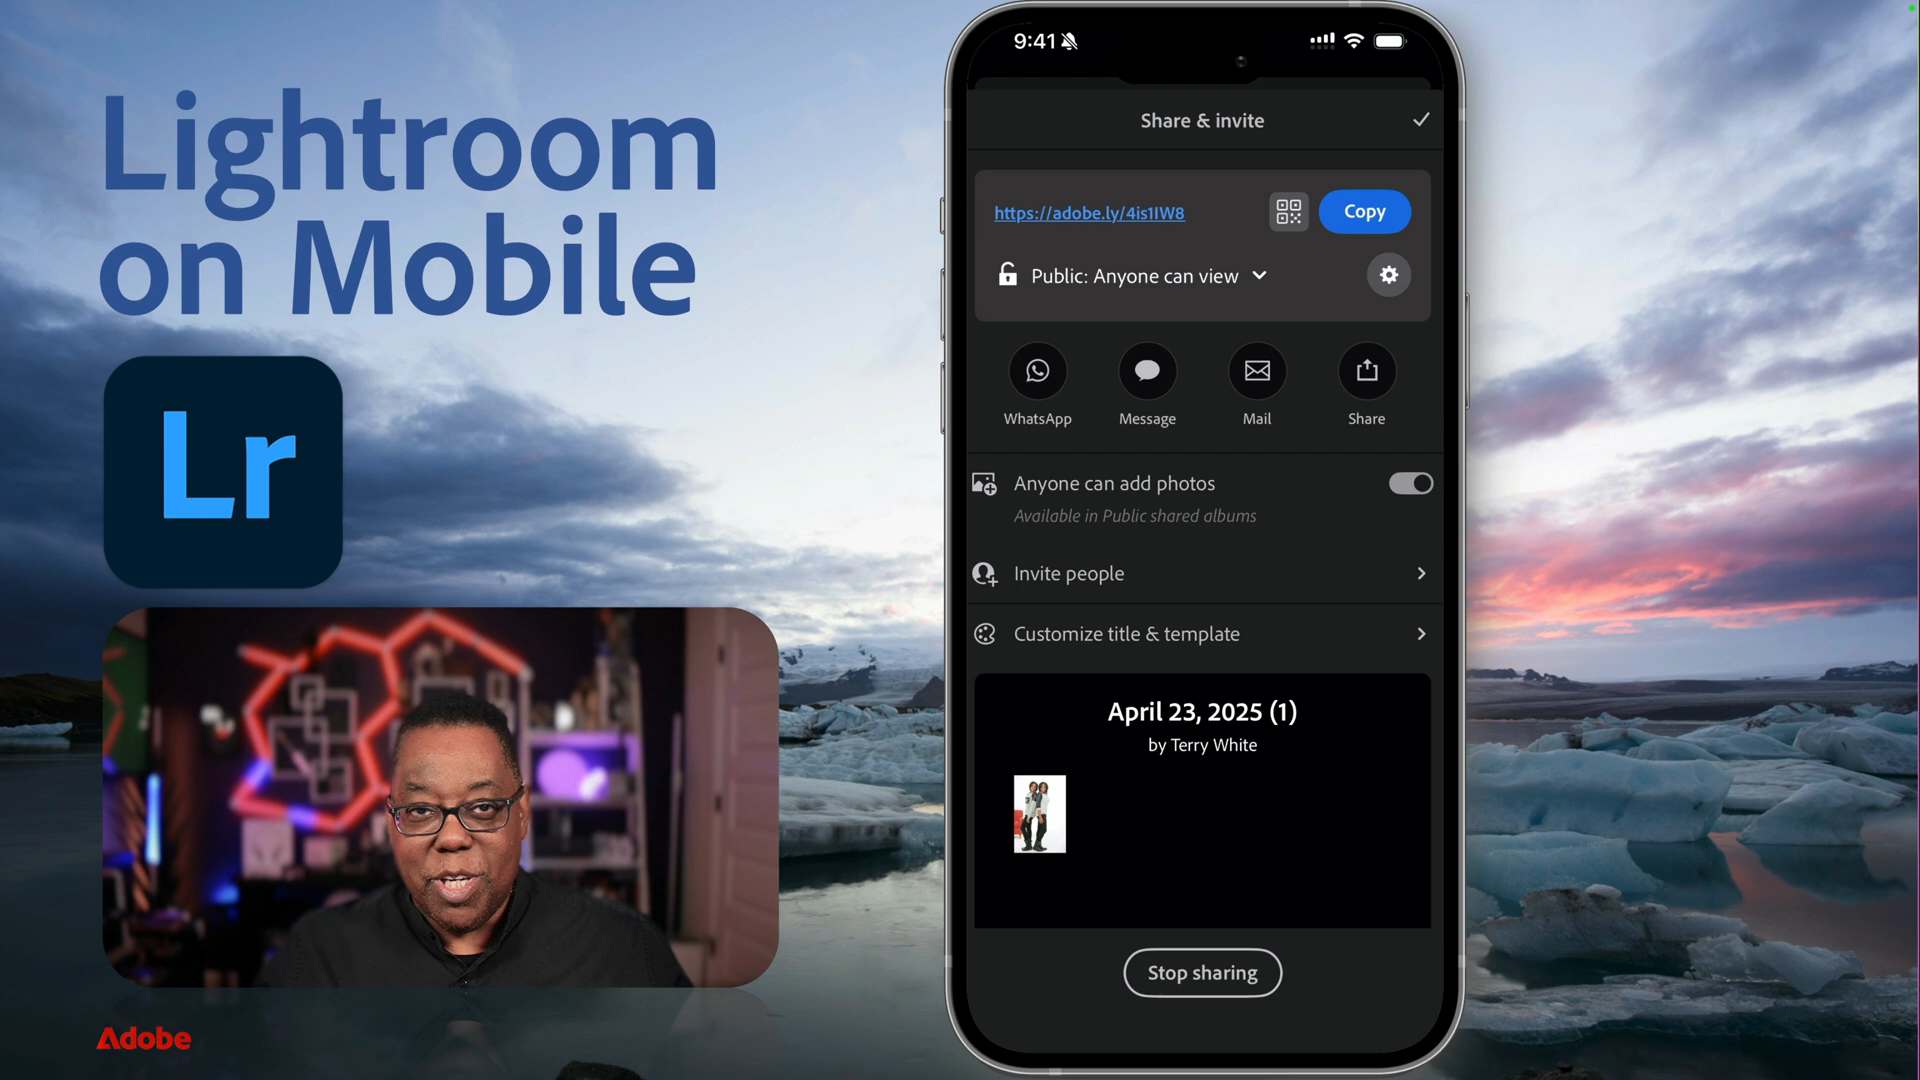 Lightroom
on Mobile
Lr
Adobe
9:41
Share & invite
https://adobe.ly/4is1IW8
Copy
Public: Anyone can view
WhatsApp
Message
Mail
Share
Anyone can add photos
Available in Public shared albums
Invite people
Customize title & template
April 23, 2025 (1)
by Terry White
Stop sharing